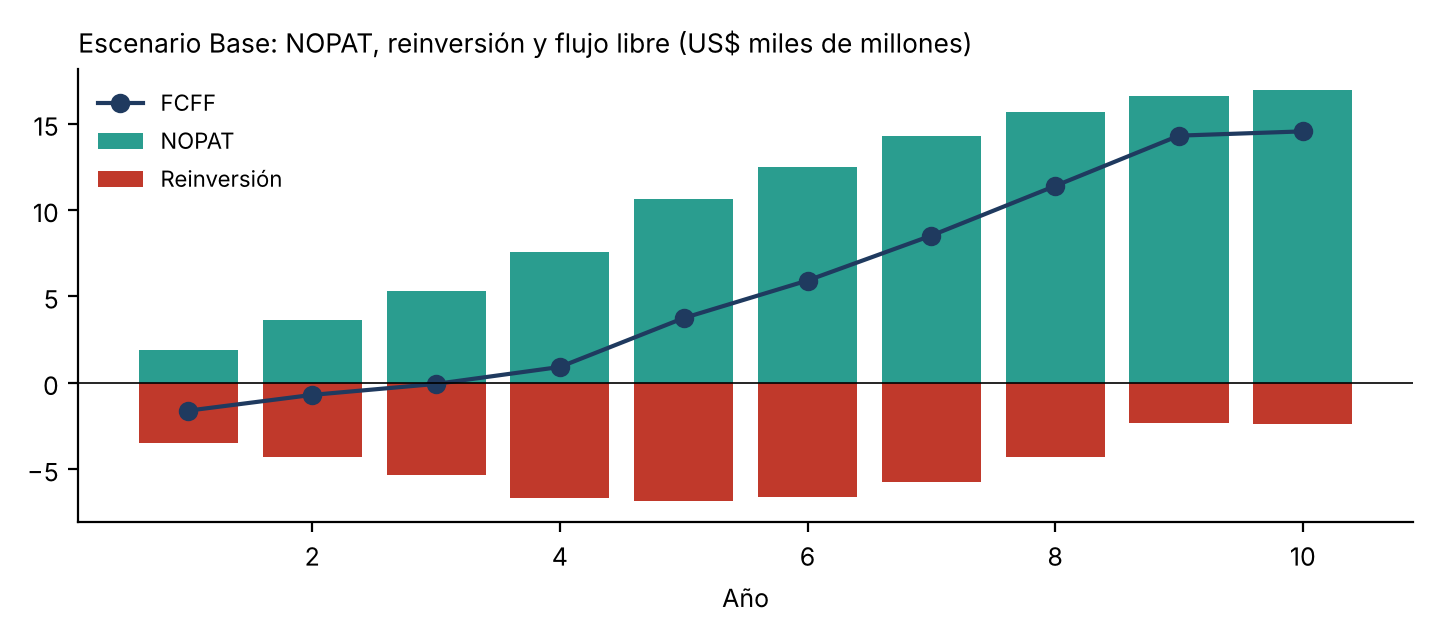 Escenario Base: NOPAT, reinversión y flujo libre (US$ miles de millones)
FCFF
NOPAT
Reinversión
15
10
5
0
−5
2 4 6 8 10
Año